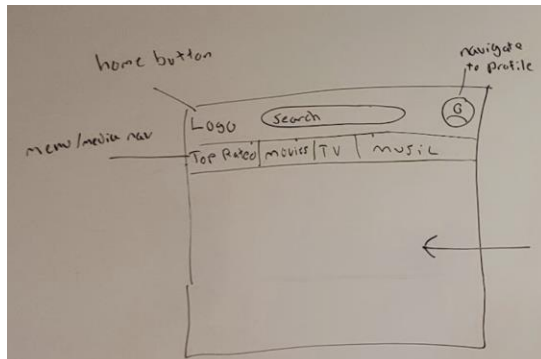 home button
navigate
to profile
Logo
Search
G
menu/media nav
Top Rated
movies
TV
music